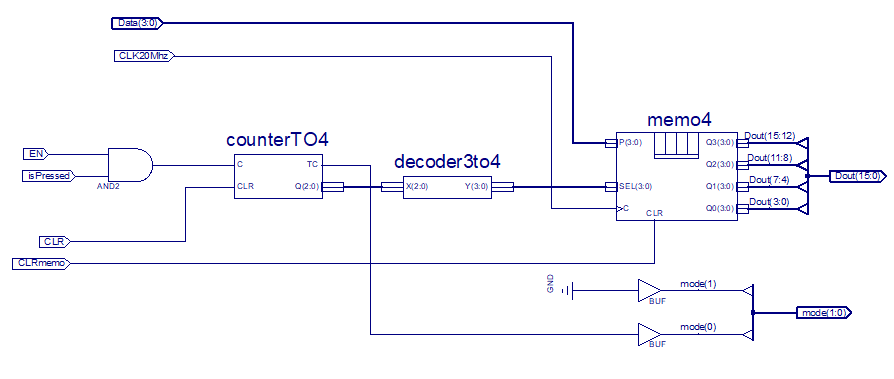 Data(3:0)
CLK20Mhz
memo4
P(3:0)
Q3(3:0)
Dout(15:12)
Q2(3:0)
Dout(11:8)
SEL(3:0)
Q1(3:0)
Dout(7:4)
C
Q0(3:0)
Dout(3:0)
CLR
Dout(15:0)
counterTO4
C
TC
CLR
Q(2:0)
decoder3to4
X(2:0)
Y(3:0)
EN
isPressed
AND2
CLR
CLRmemo
GND
BUF
mode(1)
mode(1:0)
BUF
mode(0)